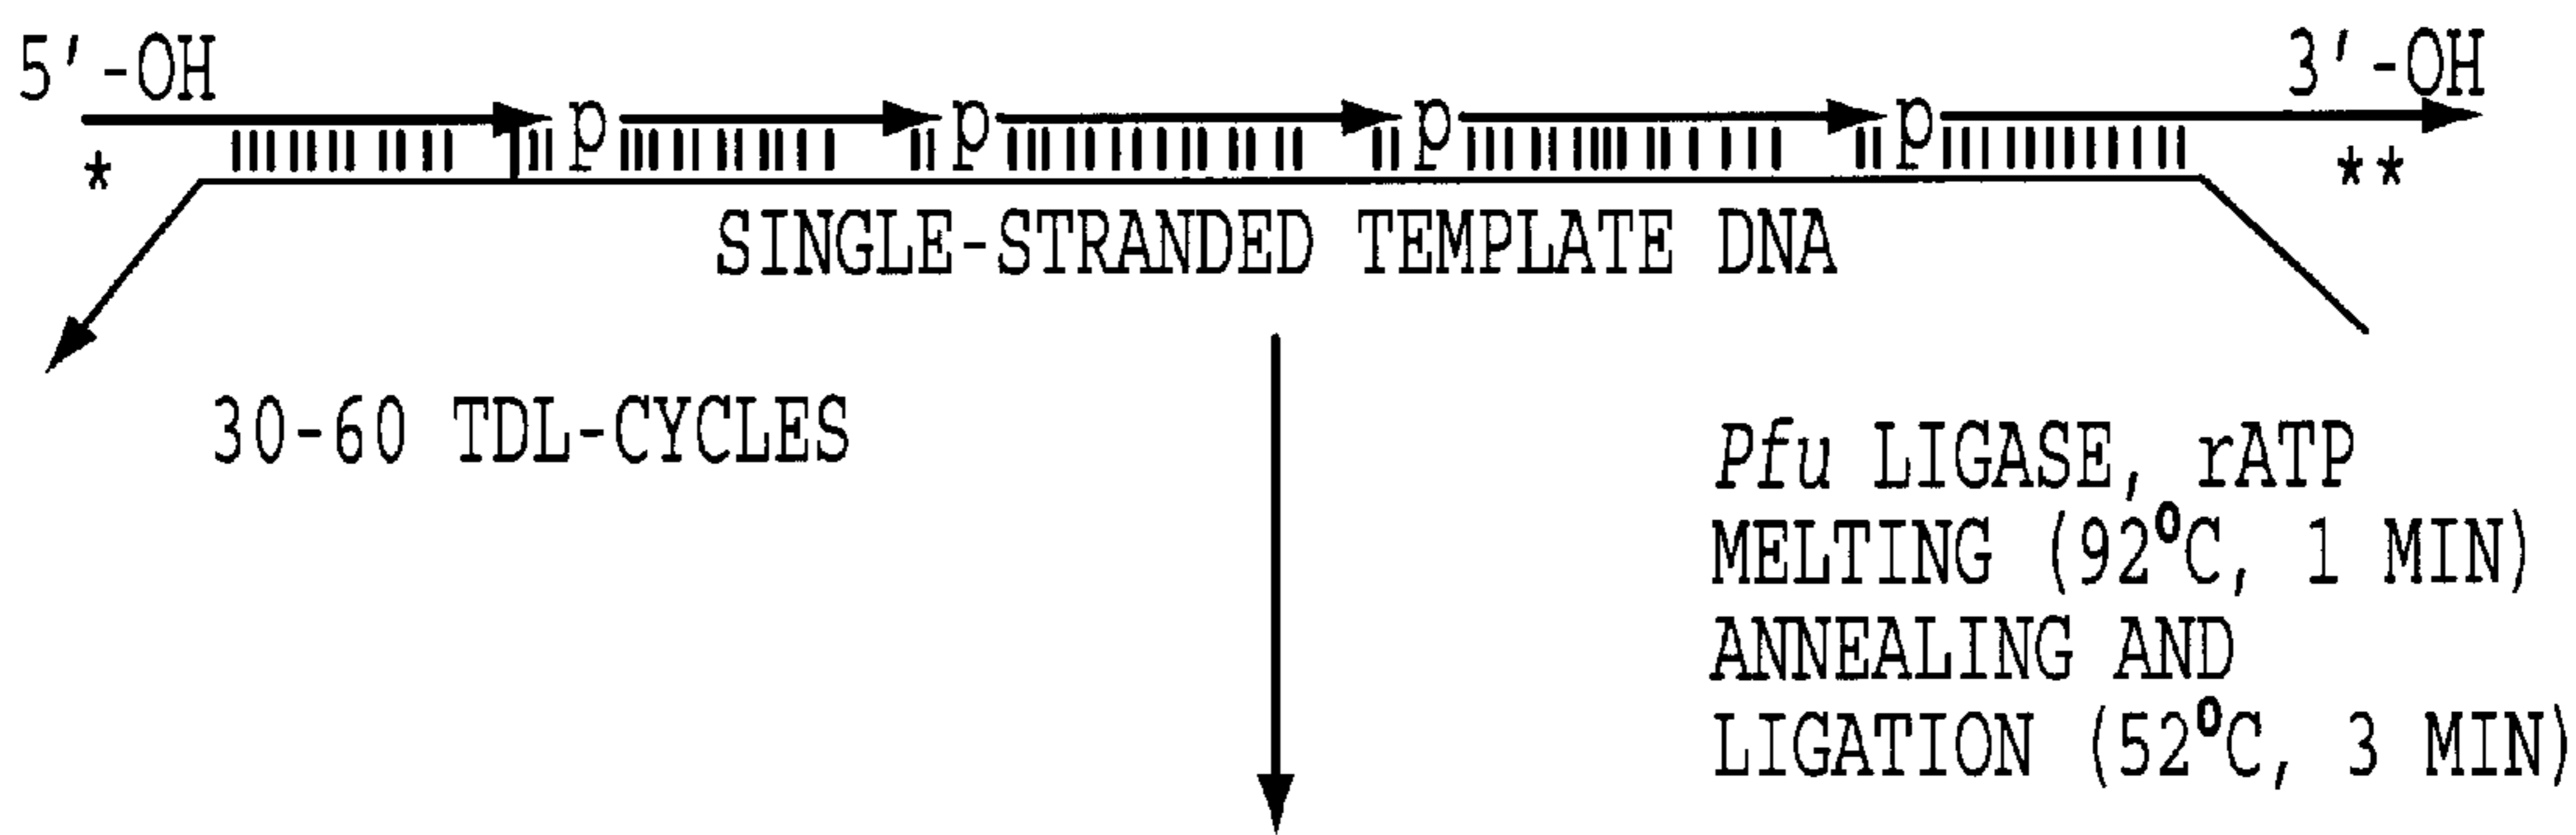 5'-OH 3'-OH
p p p p
* **
SINGLE-STRANDED TEMPLATE DNA
30-60 TDL-CYCLES
Pfu LIGASE, rATP
MELTING (92°C, 1 MIN)
ANNEALING AND
LIGATION (52°C, 3 MIN)